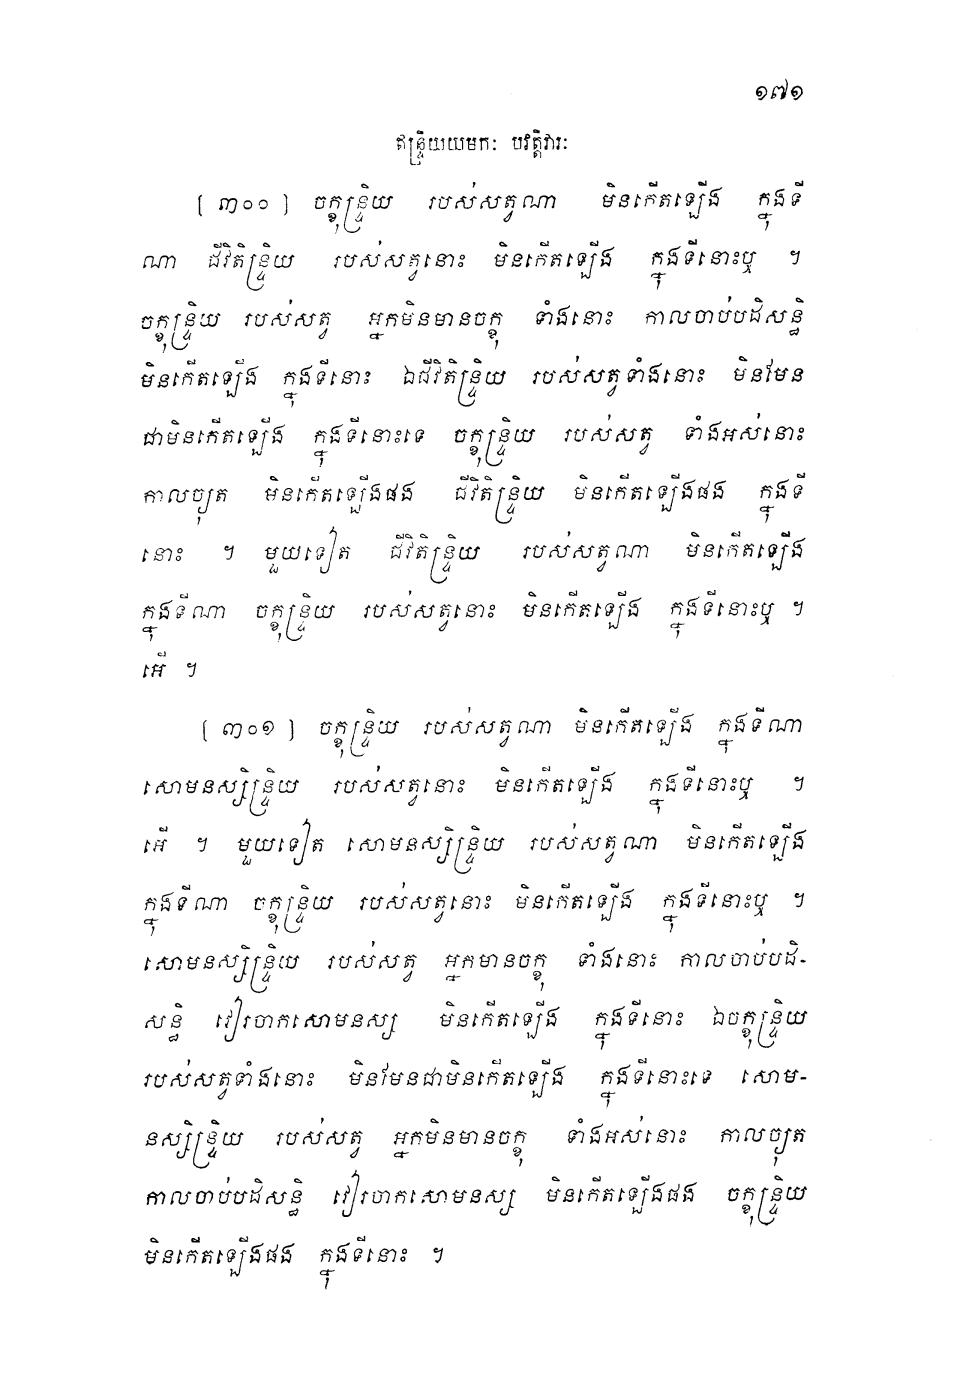 ១៧១
ឥន្ទ្រិយយមកៈ បវត្តិវារៈ
[ ៣០០ ] ចក្ខុន្ទ្រិយ របស់សត្វណា មិនកើតឡើង ក្នុងទី
ណា ជីវិតិន្ទ្រិយ របស់សត្វនោះ មិនកើតឡើង ក្នុងទីនោះឬ ។
ចក្ខុន្ទ្រិយ របស់សត្វ អ្នកមិនមានចក្ខុ ទាំងនោះ កាលចាប់បដិសន្ធិ
មិនកើតឡើង ក្នុងទីនោះ ឯជីវិតិន្ទ្រិយ របស់សត្វទាំងនោះ មិនមែន
ជាមិនកើតឡើង ក្នុងទីនោះទេ ចក្ខុន្ទ្រិយ របស់សត្វ ទាំងអស់នោះ
កាលច្យុត មិនកើតឡើងផង ជីវិតិន្ទ្រិយ មិនកើតឡើងផង ក្នុងទី
នោះ ។ មួយទៀត ជីវិតិន្ទ្រិយ របស់សត្វណា មិនកើតឡើង
ក្នុងទីណា ចក្ខុន្ទ្រិយ របស់សត្វនោះ មិនកើតឡើង ក្នុងទីនោះឬ ។
អើ ។
[ ៣០១ ] ចក្ខុន្ទ្រិយ របស់សត្វណា មិនកើតឡើង ក្នុងទីណា
សោមនស្សិន្ទ្រិយ របស់សត្វនោះ មិនកើតឡើង ក្នុងទីនោះឬ ។
អើ ។ មួយទៀត សោមនស្សិន្ទ្រិយ របស់សត្វណា មិនកើតឡើង
ក្នុងទីណា ចក្ខុន្ទ្រិយ របស់សត្វនោះ មិនកើតឡើង ក្នុងទីនោះឬ ។
សោមនស្សិន្ទ្រិយ របស់សត្វ អ្នកមានចក្ខុ ទាំងនោះ កាលចាប់បដិ-
សន្ធិ វៀរចាកសោមនស្ស មិនកើតឡើង ក្នុងទីនោះ ឯចក្ខុន្ទ្រិយ
របស់សត្វទាំងនោះ មិនមែនជាមិនកើតឡើង ក្នុងទីនោះទេ សោម-
នស្សិន្ទ្រិយ របស់សត្វ អ្នកមិនមានចក្ខុ ទាំងអស់នោះ កាលច្យុត
កាលចាប់បដិសន្ធិ វៀរចាកសោមនស្ស មិនកើតឡើងផង ចក្ខុន្ទ្រិយ
មិនកើតឡើងផង ក្នុងទីនោះ ។